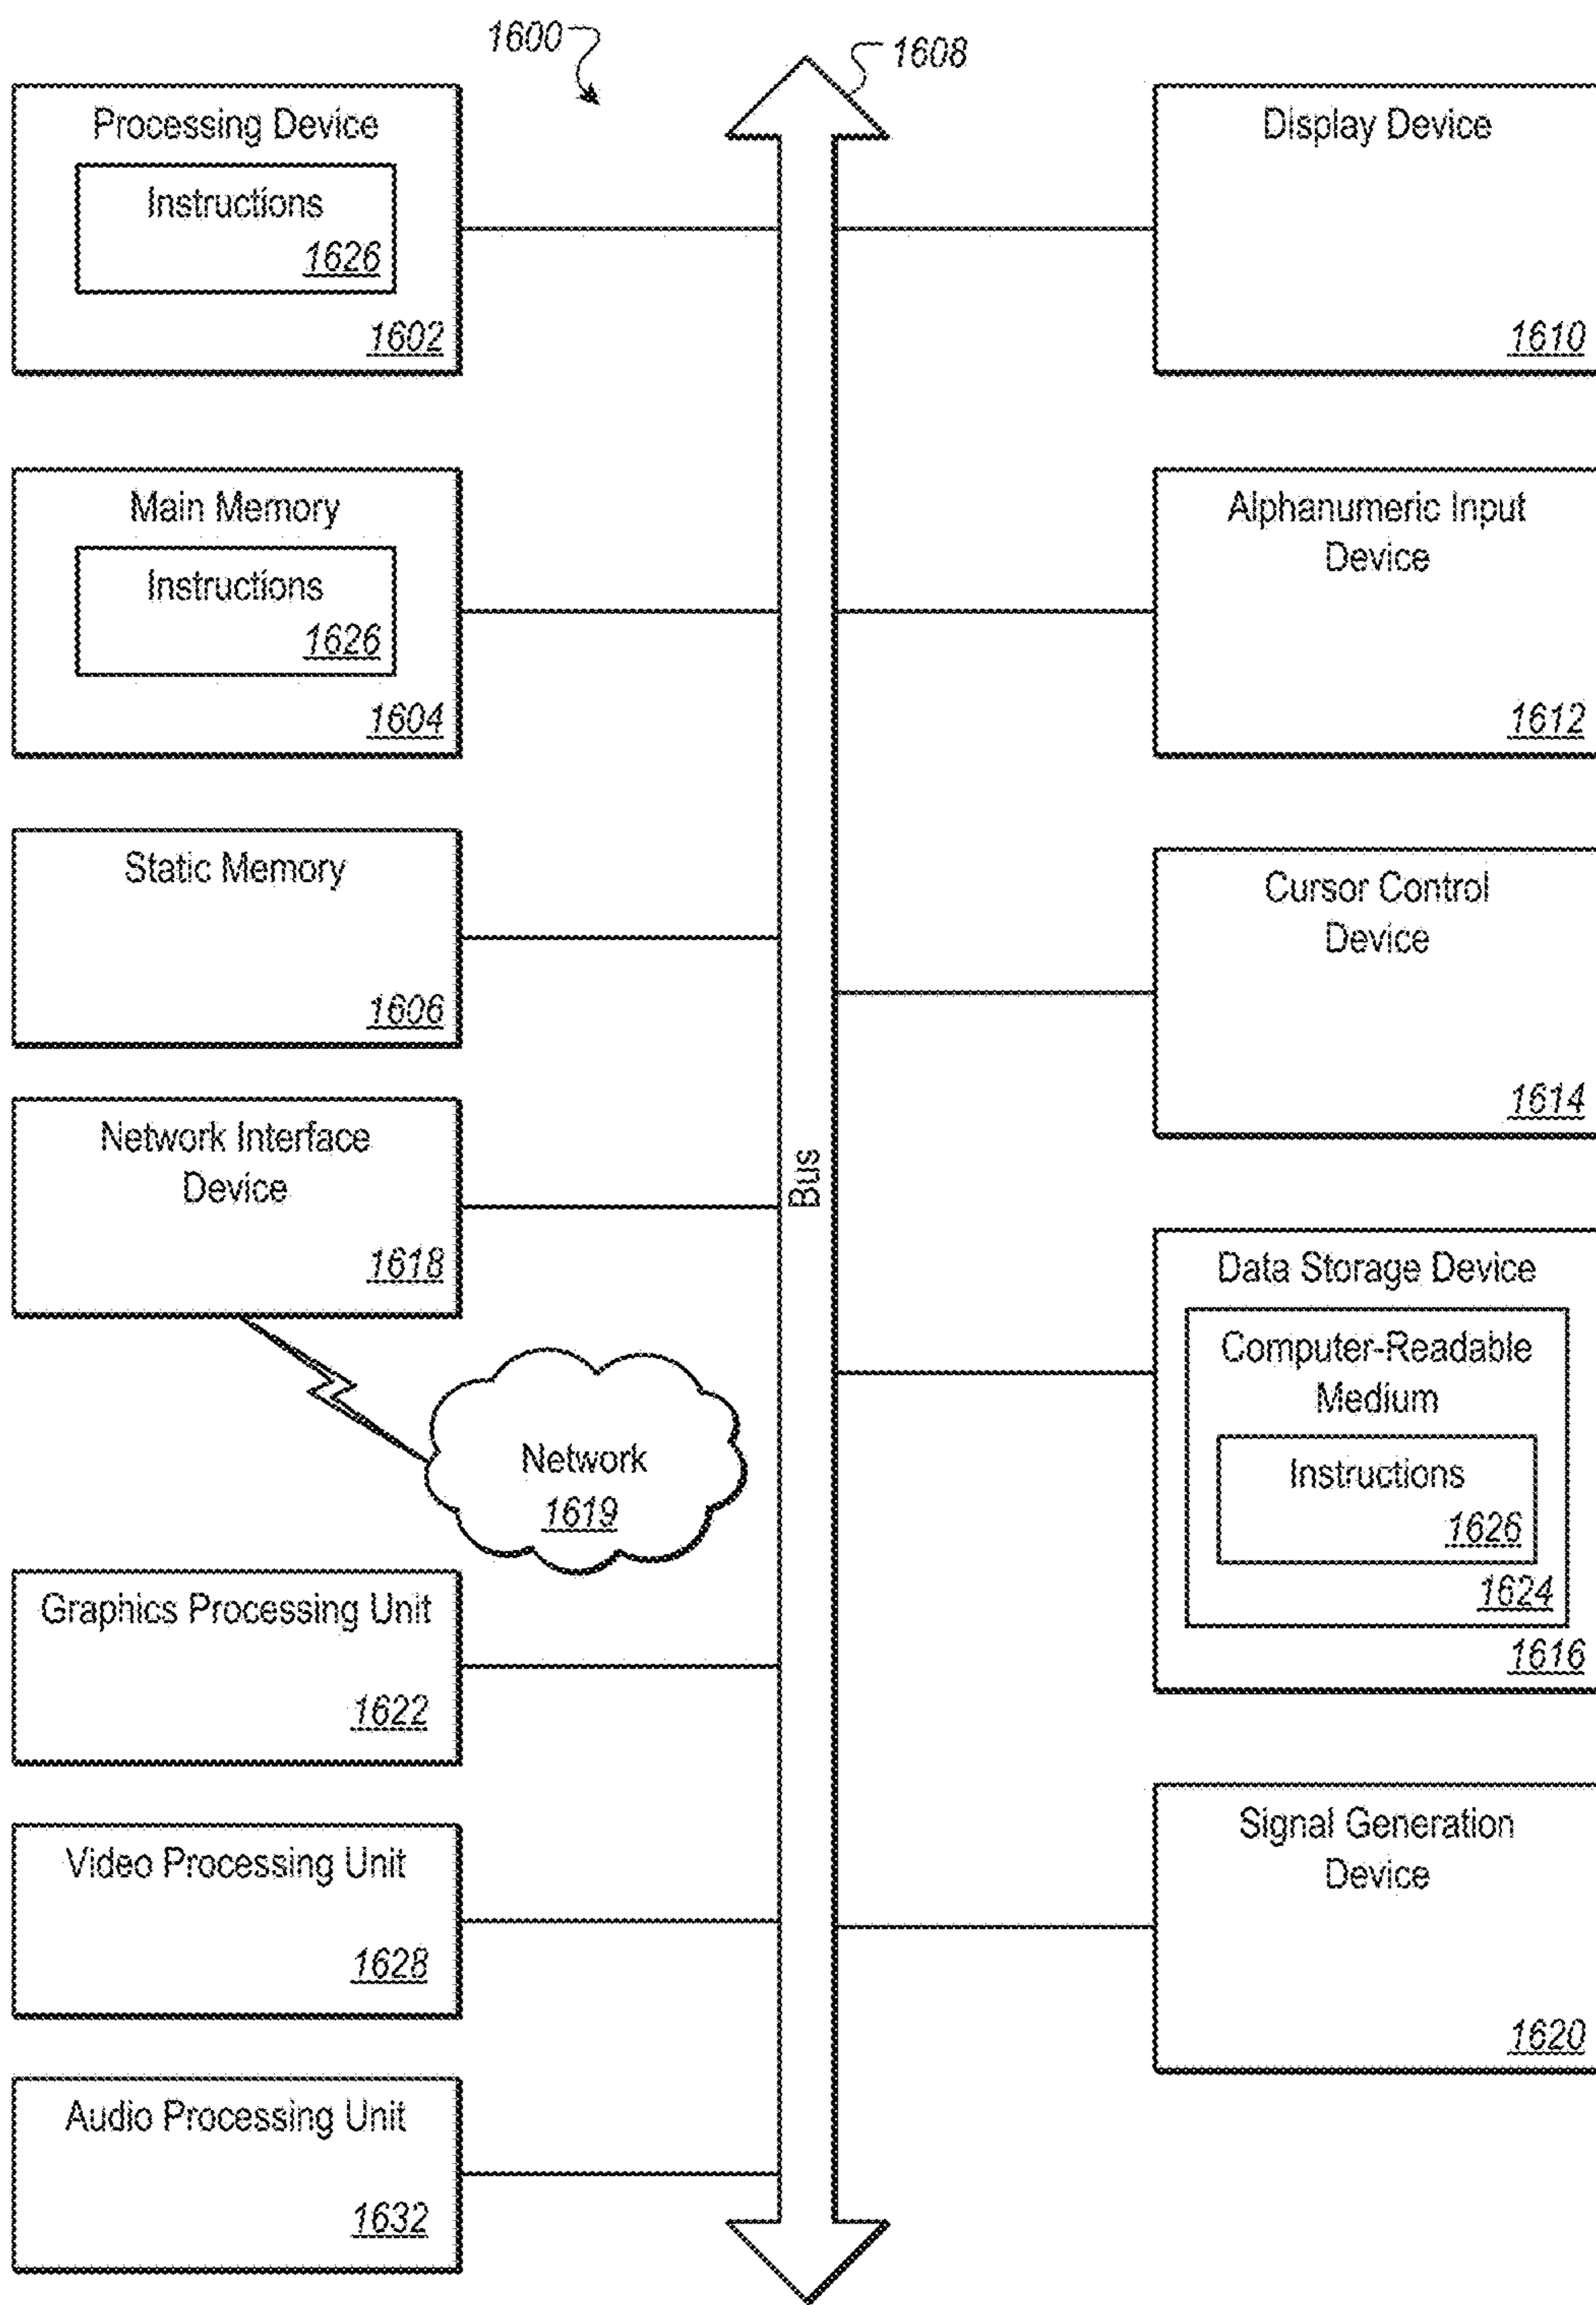 1600
1608
Processing Device
Instructions
1626
1602
Main Memory
Instructions
1626
1604
Static Memory
1606
Network Interface
Device
1618
Network
1619
Graphics Processing Unit
1622
Video Processing Unit
1628
Audio Processing Unit
1632
Bus
Display Device
1610
Alphanumeric Input
Device
1612
Cursor Control
Device
1614
Data Storage Device
Computer-Readable
Medium
Instructions
1626
1624
1616
Signal Generation
Device
1620